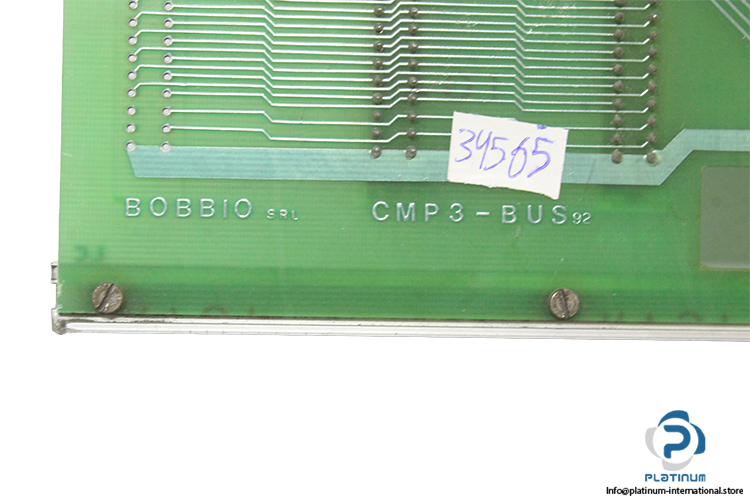 34565
BOBBIO SRL CMP3-BUS92
PLATINUM
Info@platinum-international.store